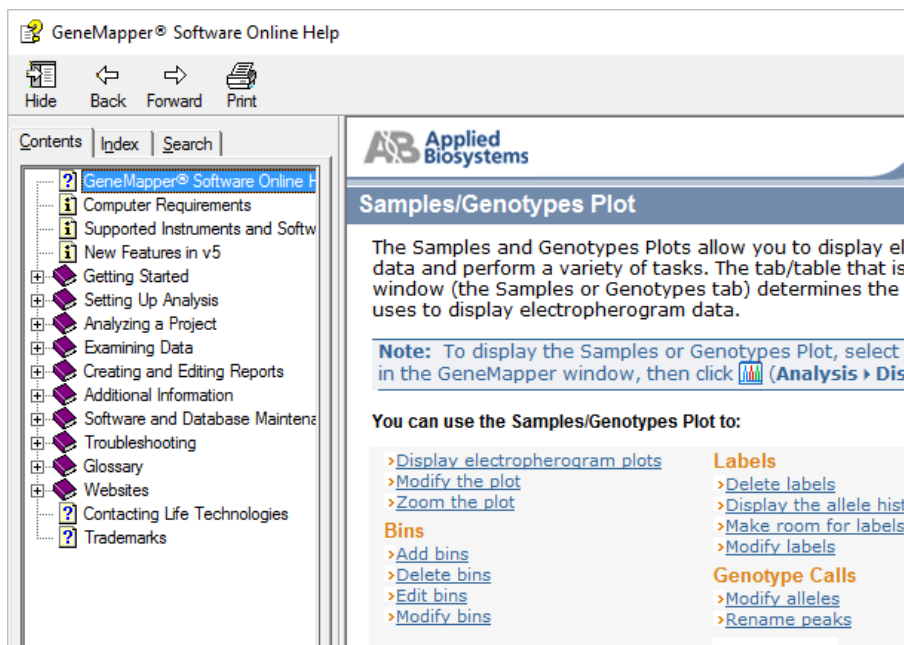 GeneMapper® Software Online Help
Hide Back Forward Print
Contents Index Search
GeneMapper® Software Online H
Computer Requirements
Supported Instruments and Softw
New Features in v5
Getting Started
Setting Up Analysis
Analyzing a Project
Examining Data
Creating and Editing Reports
Additional Information
Software and Database Maintena
Troubleshooting
Glossary
Websites
Contacting Life Technologies
Trademarks
AB Applied
Biosystems
Samples/Genotypes Plot
The Samples and Genotypes Plots allow you to display el
data and perform a variety of tasks. The tab/table that is
window (the Samples or Genotypes tab) determines the
uses to display electropherogram data.
Note: To display the Samples or Genotypes Plot, select
in the GeneMapper window, then click (Analysis ▸ Dis
You can use the Samples/Genotypes Plot to:
›Display electropherogram plots
›Modify the plot
›Zoom the plot
Bins
›Add bins
›Delete bins
›Edit bins
›Modify bins
Labels
›Delete labels
›Display the allele hist
›Make room for labels
›Modify labels
Genotype Calls
›Modify alleles
›Rename peaks